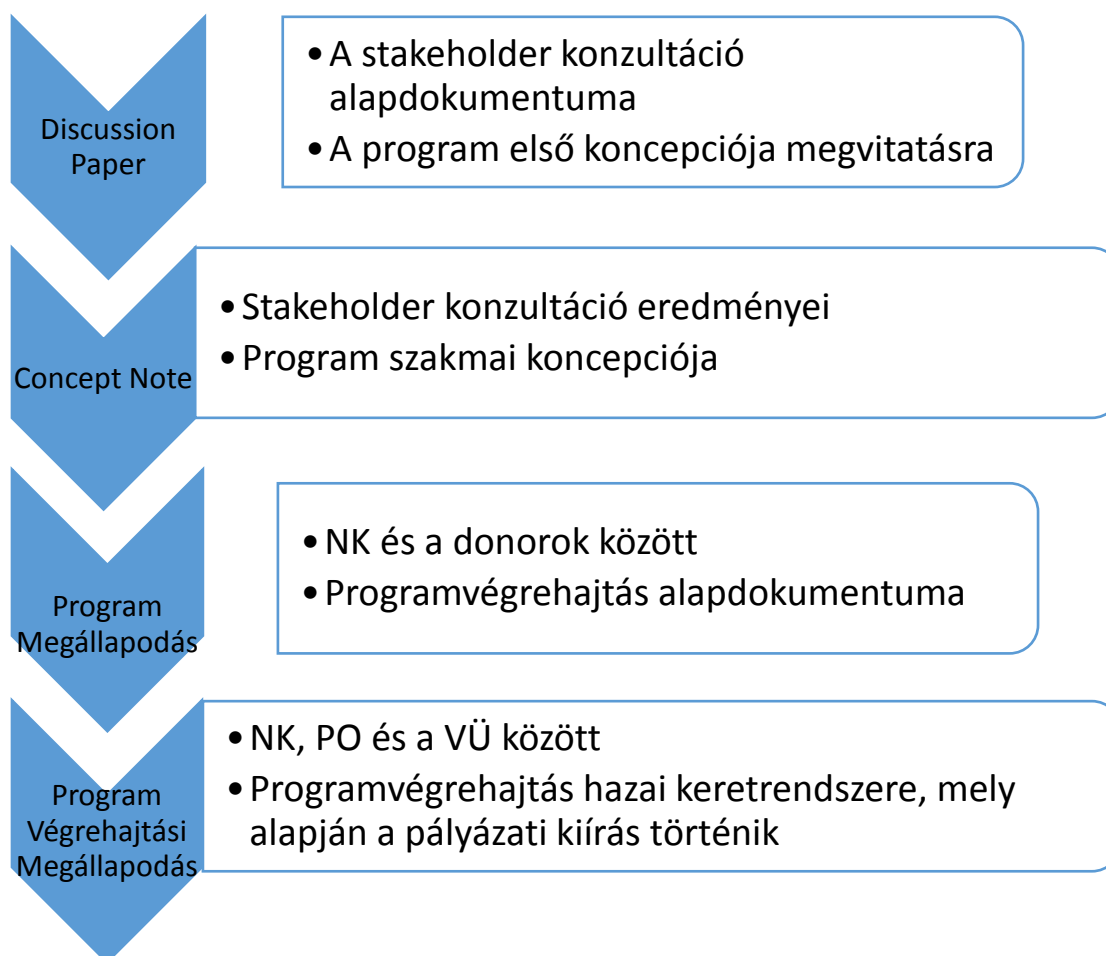 Discussion
Paper
• A stakeholder konzultáció
alapdokumentuma
• A program első koncepciója megvitatásra
Concept Note
• Stakeholder konzultáció eredményei
• Program szakmai koncepciója
Program
Megállapodás
• NK és a donorok között
• Programvégrehajtás alapdokumentuma
Program
Végrehajtási
Megállapodás
• NK, PO és a VÜ között
• Programvégrehajtás hazai keretrendszere, mely
alapján a pályázati kiírás történik